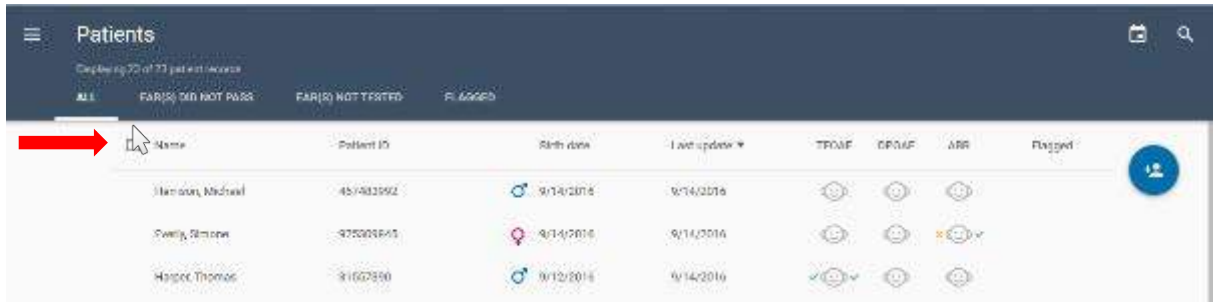 Patients
Displaying 23 of 23 patient records
ALL EAR(S) DID NOT PASS EAR(S) NOT TESTED FLAGGED
Name Patient ID Birth date Last update TEOAE DPOAE ABR Flagged
Harrison, Michael 9/14/2016 9/14/2016
Simone 9/14/2016 9/14/2016
Harper, Thomas 9/12/2016 9/14/2016